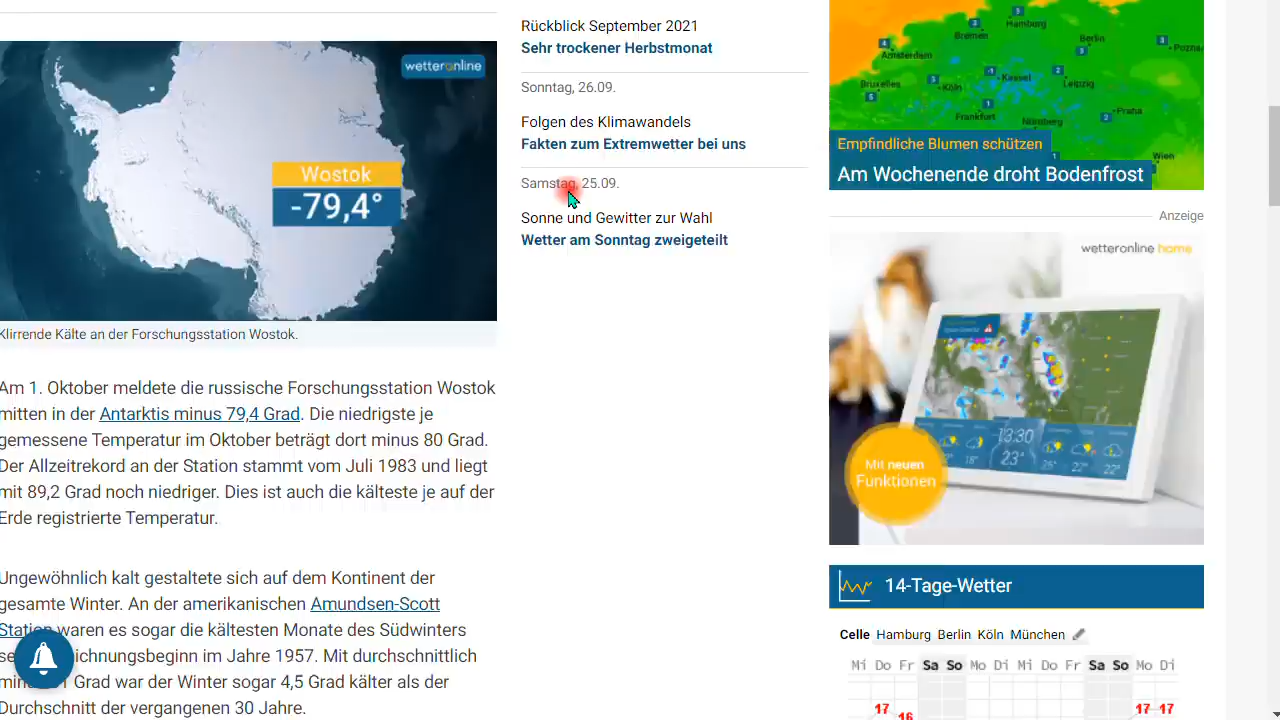 wetteronline
Wostok
-79,4°
Klirrende Kälte an der Forschungsstation Wostok.
Am 1. Oktober meldete die russische Forschungsstation Wostok
mitten in der Antarktis minus 79,4 Grad. Die niedrigste je
gemessene Temperatur im Oktober beträgt dort minus 80 Grad.
Der Allzeitrekord an der Station stammt vom Juli 1983 und liegt
mit 89,2 Grad noch niedriger. Dies ist auch die kälteste je auf der
Erde registrierte Temperatur.
Ungewöhnlich kalt gestaltete sich auf dem Kontinent der
gesamte Winter. An der amerikanischen Amundsen-Scott
Station waren es sogar die kältesten Monate des Südwinters
ichnungsbeginn im Jahre 1957. Mit durchschnittlich
Grad war der Winter sogar 4,5 Grad kälter als der
Durchschnitt der vergangenen 30 Jahre.
Rückblick September 2021
Sehr trockener Herbstmonat
Sonntag, 26.09.
Folgen des Klimawandels
Fakten zum Extremwetter bei uns
Samstag, 25.09.
Sonne und Gewitter zur Wahl
Wetter am Sonntag zweigeteilt
Hamburg
Bremen
Berlin
Amsterdam
Pozna
Bruxelles
Köln
Kassel
Leipzig
Frankfurt
Praha
Nürnberg
Wien
Empfindliche Blumen schützen
Am Wochenende droht Bodenfrost
Anzeige
wetteronline home
13:30
23°
Mit neuen
Funktionen
14-Tage-Wetter
Celle Hamburg Berlin Köln München
Mi Do Fr Sa So Mo Di Mi Do Fr Sa So Mo Di
17 16 17 17